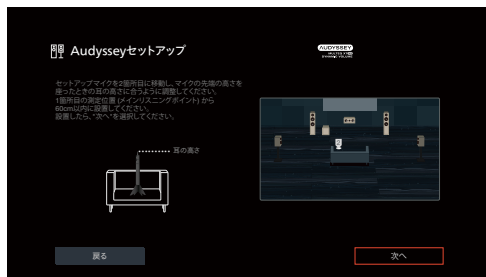 Audysseyセットアップ
AUDYSSEY
MULTEQ XT32
DYNAMIC VOLUME
セットアップマイクを2箇所目に移動し、マイクの先端の高さを
座ったときの耳の高さに合うように調整してください。
1箇所目の測定位置 (メインリスニングポイント) から
60cm以内に設置してください。
設置したら、"次へ"を選択してください。
耳の高さ
戻る
次へ